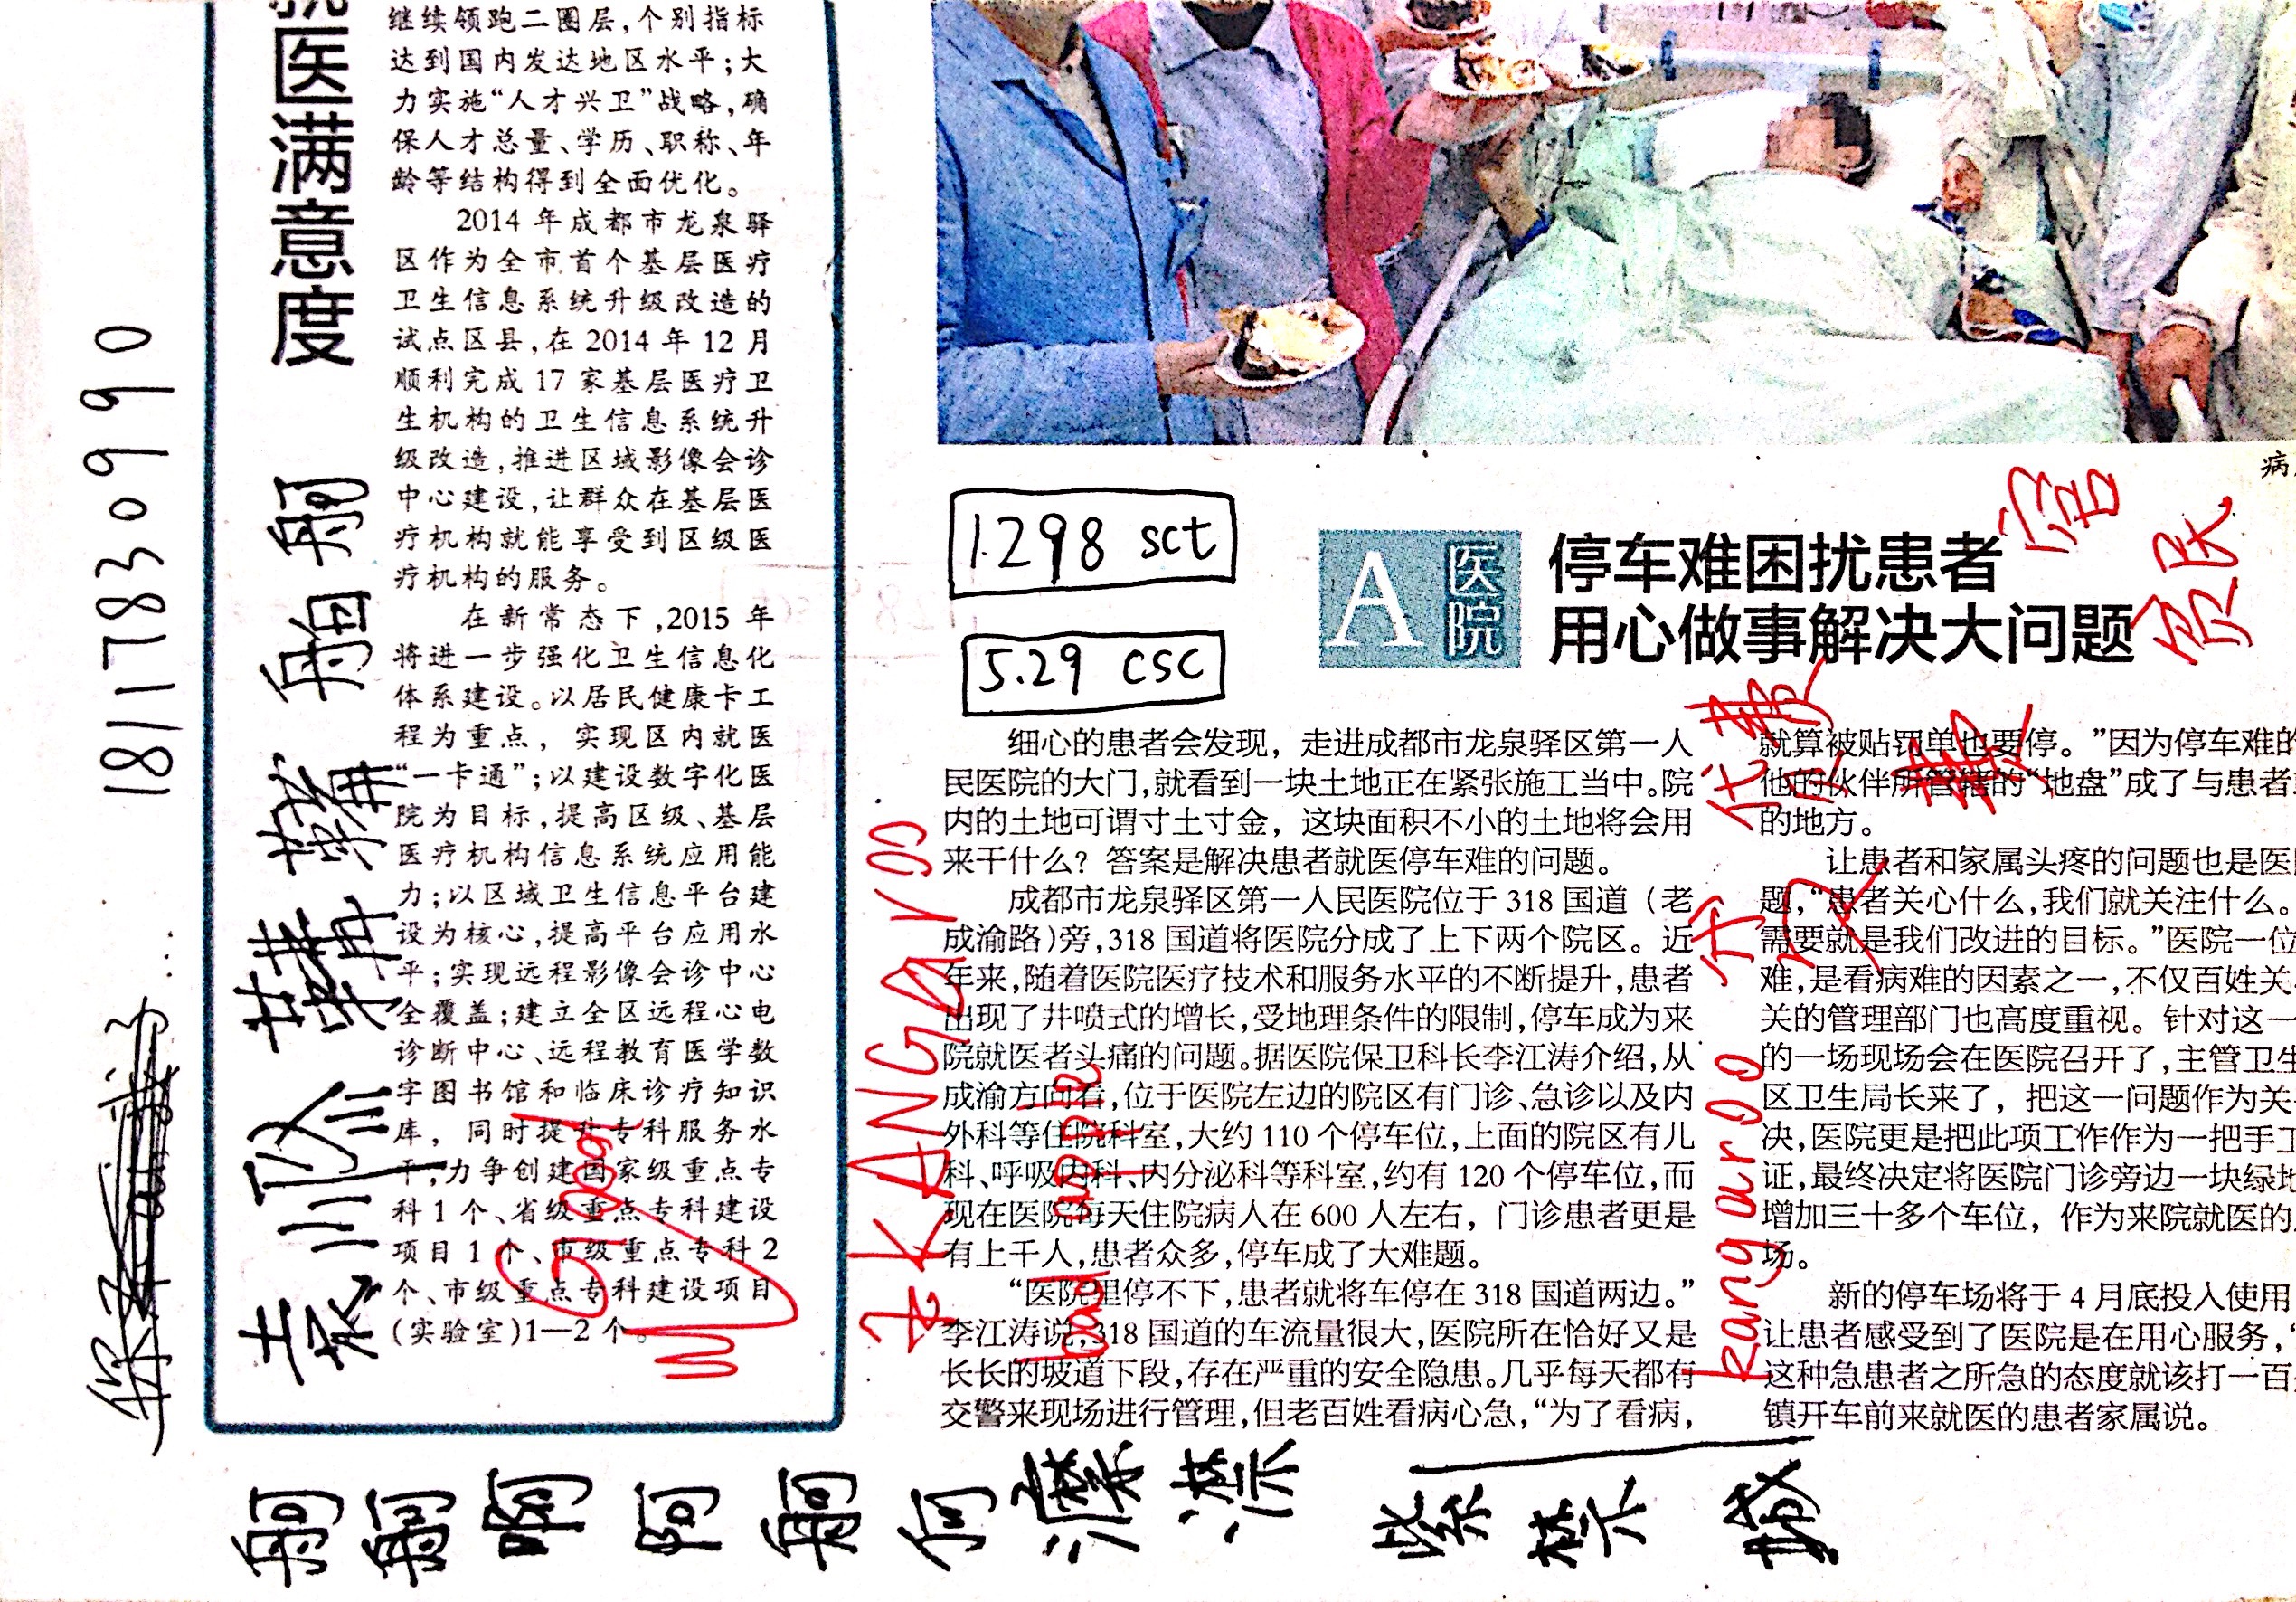 就医满意度
继续领跑二圈层,个别指标
达到国内发达地区水平;大
力实施“人才兴卫”战略,确
保人才总量、学历、职称、年
龄等结构得到全面优化。
2014年成都市龙泉驿
区作为全市首个基层医疗
卫生信息系统升级改造的
试点区县,在2014年12月
顺利完成17家基层医疗卫
生机构的卫生信息系统升
级改造,推进区域影像会诊
中心建设,让群众在基层医
疗机构就能享受到区级医
疗机构的服务。
在新常态下,2015年
将进一步强化卫生信息化
体系建设。以居民健康卡工
程为重点,实现区内就医
“一卡通”;以建设数字化医
院为目标,提高区级、基层
医疗机构信息系统应用能
力;以区域卫生信息平台建
设为核心,提高平台应用水
平;实现远程影像会诊中心
全覆盖;建立全区远程心电
诊断中心、远程教育医学数
字图书馆和临床诊疗知识
库,同时提升专科服务水
平,力争创建国家级重点专
科1个、省级重点专科建设
项目1个、市级重点专科2
个、市级重点专科建设项目
(实验室)1—2个。
18117830990
Good
病
1.298 sct
5.29 csc
A 医院
停车难困扰患者
用心做事解决大问题
细心的患者会发现,走进成都市龙泉驿区第一人
民医院的大门,就看到一块土地正在紧张施工当中。院
内的土地可谓寸土寸金,这块面积不小的土地将会用
来干什么?答案是解决患者就医停车难的问题。
成都市龙泉驿区第一人民医院位于318国道(老
成渝路)旁,318国道将医院分成了上下两个院区。近
年来,随着医院医疗技术和服务水平的不断提升,患者
出现了井喷式的增长,受地理条件的限制,停车成为来
院就医者头痛的问题。据医院保卫科长李江涛介绍,从
成渝方向看,位于医院左边的院区有门诊、急诊以及内
外科等住院科室,大约110个停车位,上面的院区有儿
科、呼吸内科、内分泌科等科室,约有120个停车位,而
现在医院每天住院病人在600人左右,门诊患者更是
有上千人,患者众多,停车成了大难题。
“医院里停不下,患者就将车停在318国道两边。”
李江涛说,318国道的车流量很大,医院所在恰好又是
长长的坡道下段,存在严重的安全隐患。几乎每天都有
交警来现场进行管理,但老百姓看病心急,“为了看病,
就算被贴罚单也要停。”因为停车难的
他的伙伴所管辖的“地盘”成了与患者
的地方。
让患者和家属头疼的问题也是医
题,“患者关心什么,我们就关注什么。
需要就是我们改进的目标。”医院一位
难,是看病难的因素之一,不仅百姓关
关的管理部门也高度重视。针对这一
的一场现场会在医院召开了,主管卫生
区卫生局长来了,把这一问题作为关
决,医院更是把此项工作作为一把手工
证,最终决定将医院门诊旁边一块绿地
增加三十多个车位,作为来院就医的
场。
新的停车场将于4月底投入使用
让患者感受到了医院是在用心服务,“
这种急患者之所急的态度就该打一百
镇开车前来就医的患者家属说。
KANGAroo
bad apple
kangaroo